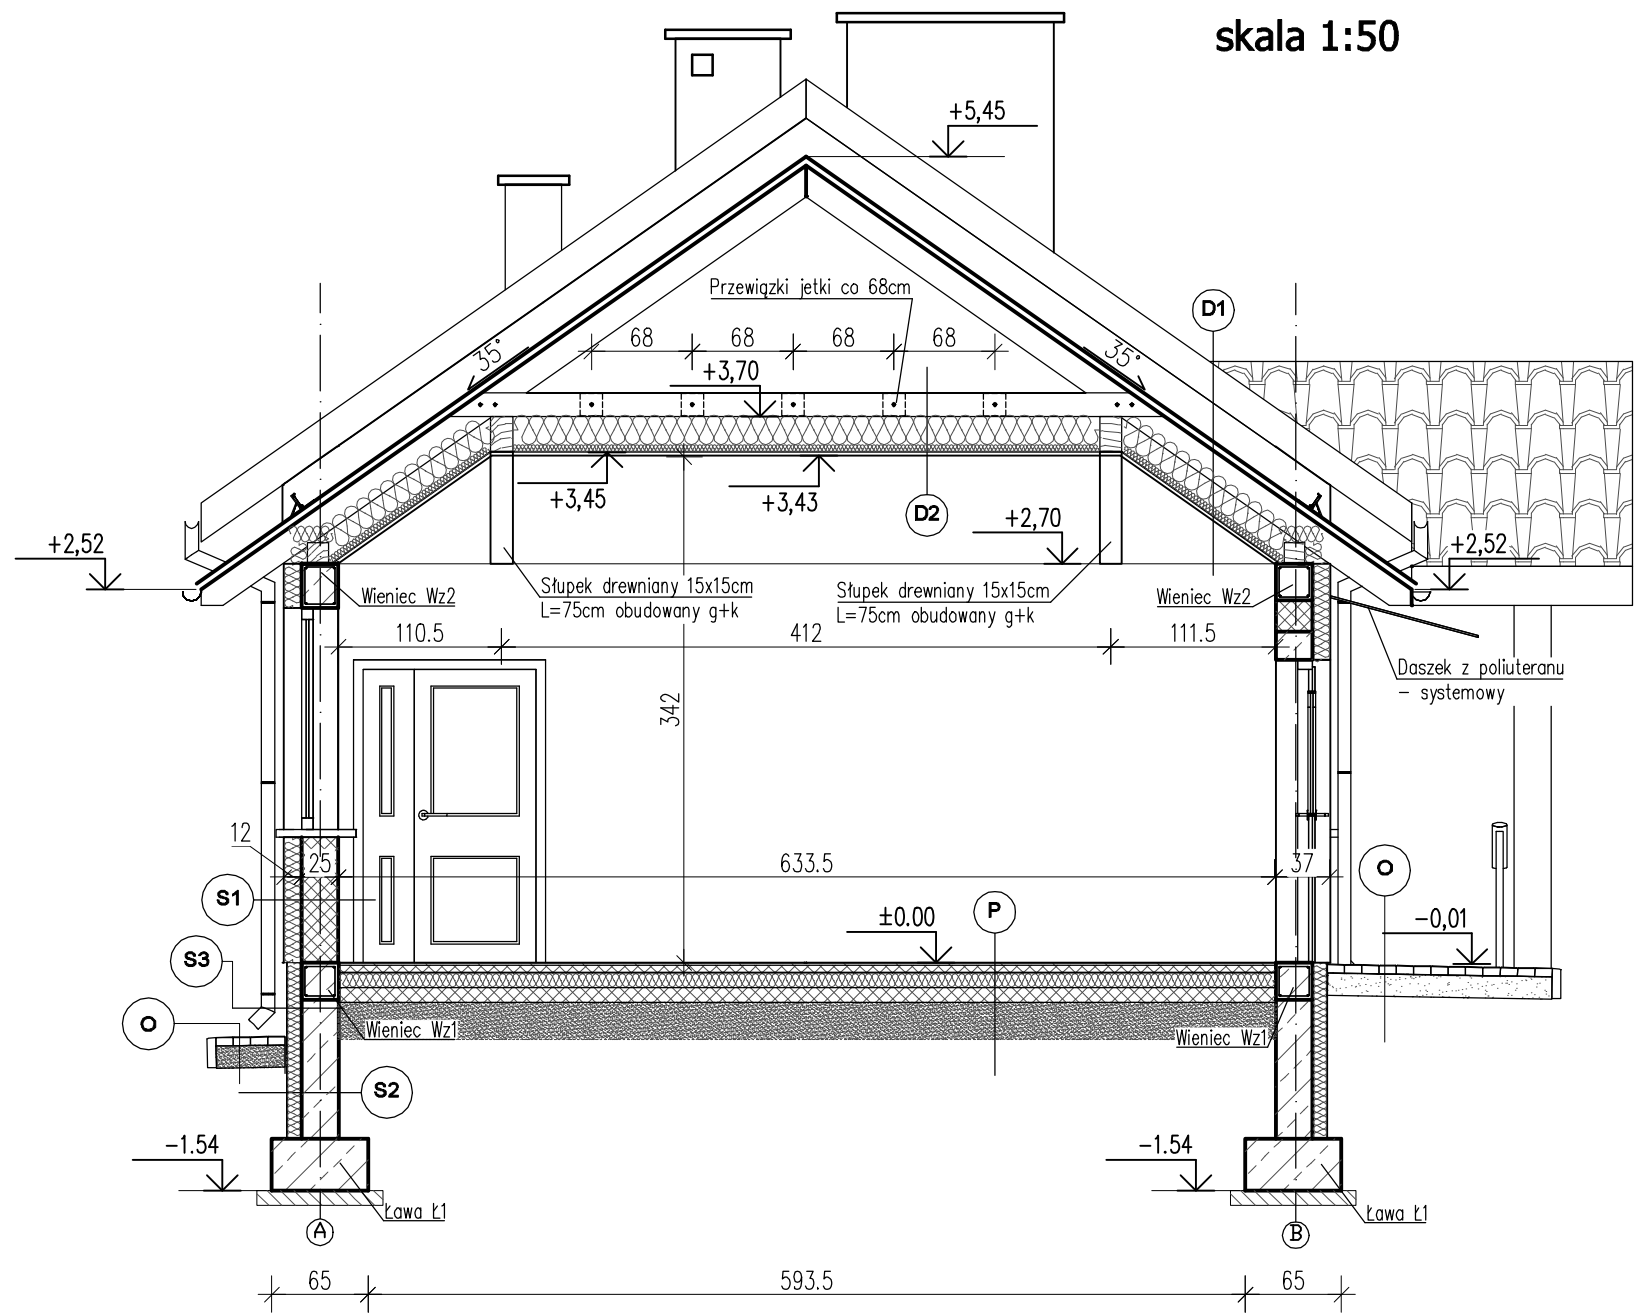 skala 1:50
+5,45
Przewiązki jetki co 68cm
D1
68 68 68 68
35°
35°
+3,70
+3,45
+3,43
D2
+2,70
+2,52
+2,52
Wieniec Wz2
Słupek drewniany 15x15cm
L=75cm obudowany g+k
Słupek drewniany 15x15cm
L=75cm obudowany g+k
Wieniec Wz2
110.5
412
111.5
Daszek z poliuteranu
- systemowy
342
12
25
633.5
37
O
S1
P
±0.00
-0,01
S3
O
Wieniec Wz1
Wieniec Wz1
S2
-1.54
-1.54
Ława Ł1
Ława Ł1
A
B
65
593.5
65